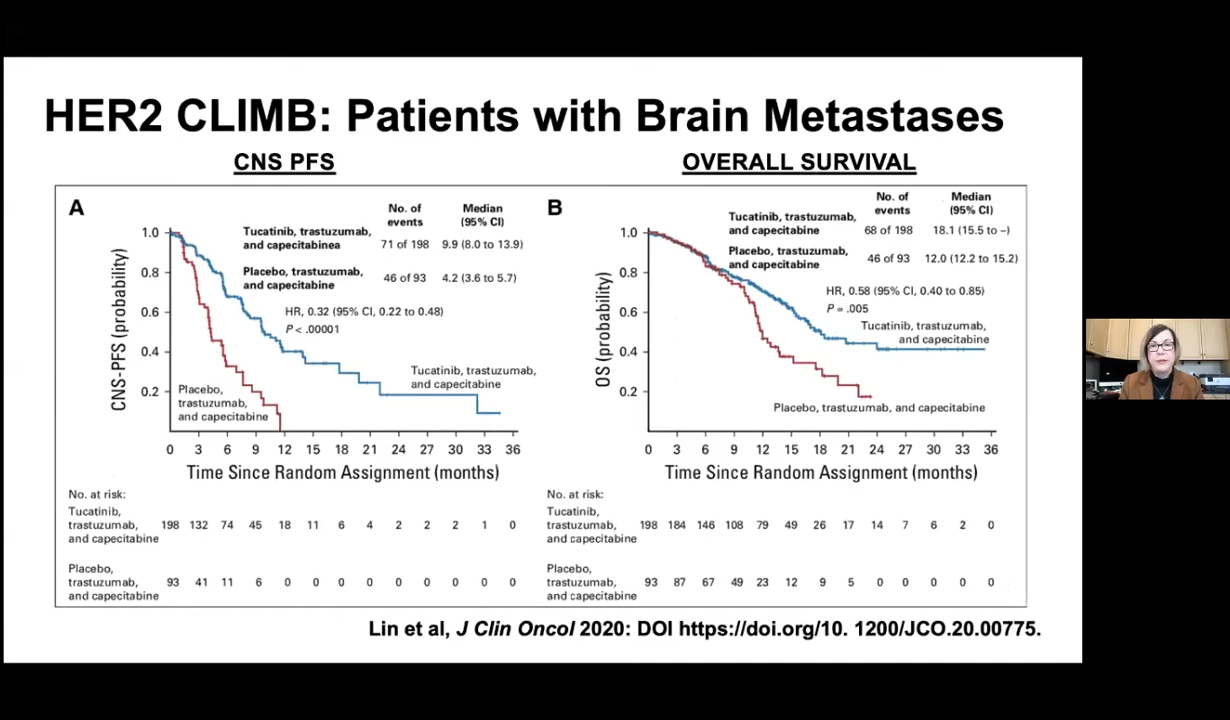 HER2 CLIMB: Patients with Brain Metastases
CNS PFS
A
No. of
events
Median
(95% CI)
Tucatinib, trastuzumab,
and capecitabinea
71 of 198
9.9 (8.0 to 13.9)
Placebo, trastuzumab,
and capecitabine
46 of 93
4.2 (3.6 to 5.7)
HR, 0.32 (95% CI, 0.22 to 0.48)
P < .00001
CNS-PFS (probability)
1.0
0.8
0.6
0.4
0.2
Tucatinib, trastuzumab,
and capecitabine
Placebo,
trastuzumab,
and capecitabine
0 3 6 9 12 15 18 21 24 27 30 33 36
Time Since Random Assignment (months)
No. at risk:
Tucatinib,
trastuzumab, 198 132 74 45 18 11 6 4 2 2 2 1 0
and capecitabine
Placebo,
trastuzumab, 93 41 11 6 0 0 0 0 0 0 0 0 0
and capecitabine
OVERALL SURVIVAL
B
No. of
events
Median
(95% CI)
Tucatinib, trastuzumab,
and capecitabine
68 of 198
18.1 (15.5 to –)
Placebo, trastuzumab,
and capecitabine
46 of 93
12.0 (12.2 to 15.2)
HR, 0.58 (95% CI, 0.40 to 0.85)
P = .005
OS (probability)
1.0
0.8
0.6
0.4
0.2
Tucatinib, trastuzumab,
and capecitabine
Placebo, trastuzumab, and capecitabine
0 3 6 9 12 15 18 21 24 27 30 33 36
Time Since Random Assignment (months)
No. at risk:
Tucatinib,
trastuzumab, 198 184 146 108 79 49 26 17 14 7 6 2 0
and capecitabine
Placebo,
trastuzumab, 93 87 67 49 23 12 9 5 0 0 0 0 0
and capecitabine
Lin et al, J Clin Oncol 2020: DOI https://doi.org/10. 1200/JCO.20.00775.